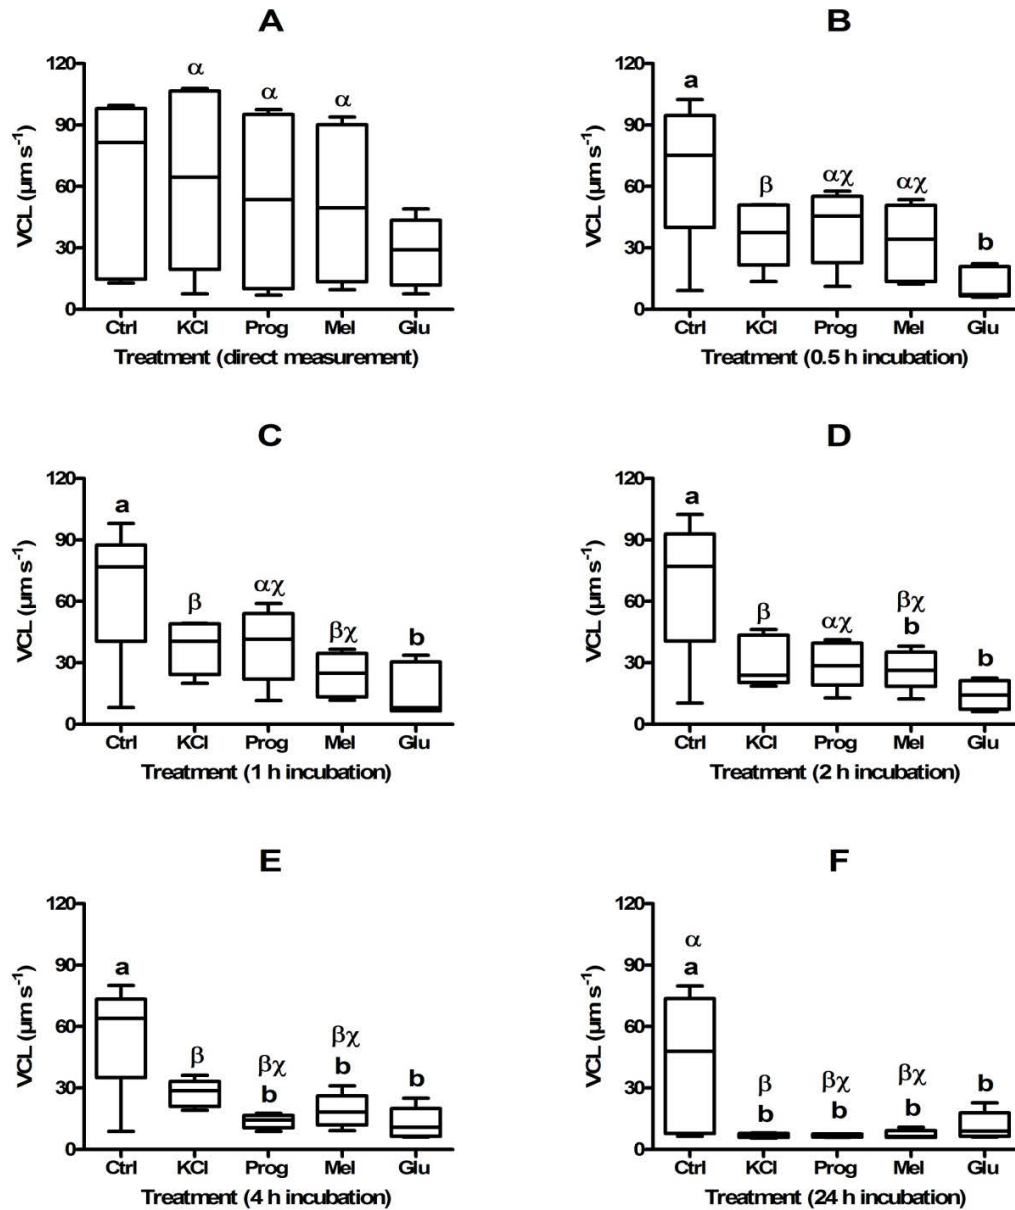 A
VCL (µm s⁻¹)
120
90
60
30
0
α α α
Ctrl KCl Prog Mel Glu
Treatment (direct measurement)
B
VCL (µm s⁻¹)
120
90
60
30
0
a
β αχ αχ
b
Ctrl KCl Prog Mel Glu
Treatment (0.5 h incubation)
C
VCL (µm s⁻¹)
120
90
60
30
0
a
β αχ βχ b
Ctrl KCl Prog Mel Glu
Treatment (1 h incubation)
D
VCL (µm s⁻¹)
120
90
60
30
0
a
β αχ βχ
b b
Ctrl KCl Prog Mel Glu
Treatment (2 h incubation)
E
VCL (µm s⁻¹)
120
90
60
30
0
a
β βχ βχ
b b b
Ctrl KCl Prog Mel Glu
Treatment (4 h incubation)
F
VCL (µm s⁻¹)
120
90
60
30
0
α
a
β βχ βχ
b b b b
Ctrl KCl Prog Mel Glu
Treatment (24 h incubation)